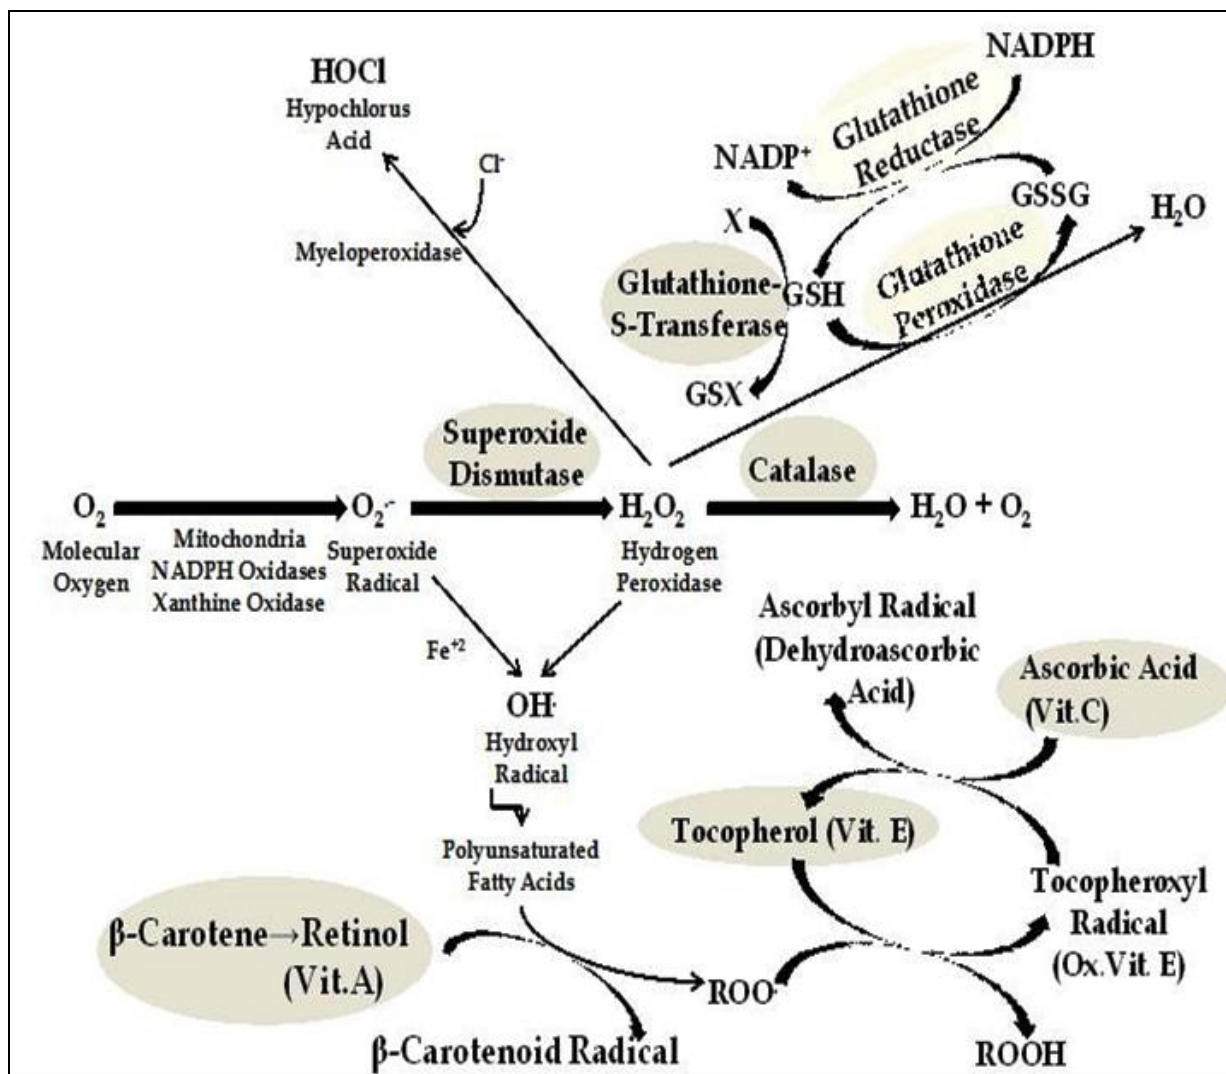 NADPH
HOCl
Hypochlorus
Acid
Glutathione
Reductase
Cl⁻
NADP⁺
GSSG
H₂O
X
Myeloperoxidase
Glutathione
Peroxidase
Glutathione-
S-Transferase
GSH
GSX
Superoxide
Dismutase
Catalase
O₂
O₂·⁻
H₂O₂
H₂O + O₂
Molecular
Oxygen
Mitochondria
NADPH Oxidases
Xanthine Oxidase
Superoxide
Radical
Hydrogen
Peroxidase
Fe⁺²
Ascorbyl Radical
(Dehydroascorbic
Acid)
Ascorbic Acid
(Vit.C)
OH·
Hydroxyl
Radical
Tocopherol (Vit. E)
Polyunsaturated
Fatty Acids
Tocopheroxyl
Radical
(Ox.Vit. E)
β-Carotene→Retinol
(Vit.A)
ROO·
β-Carotenoid Radical
ROOH